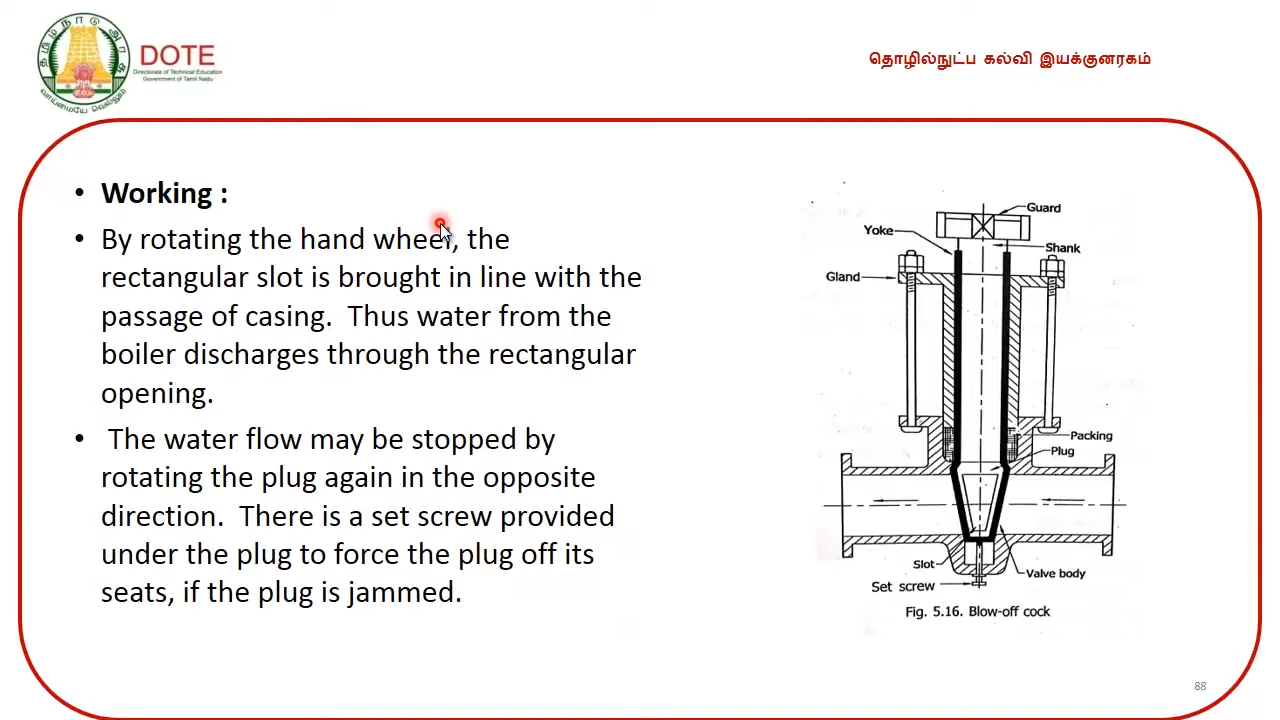 தமிழ்நாடு அரசு
வாய்மையே வெல்லும்
DOTE
Directorate of Technical Education
Government of Tamil Nadu
தொழில்நுட்ப கல்வி இயக்குனரகம்
• Working :
• By rotating the hand wheel, the
rectangular slot is brought in line with the
passage of casing. Thus water from the
boiler discharges through the rectangular
opening.
• The water flow may be stopped by
rotating the plug again in the opposite
direction. There is a set screw provided
under the plug to force the plug off its
seats, if the plug is jammed.
Guard
Yoke
Shank
Gland
Packing
Plug
Slot
Valve body
Set screw
Fig. 5.16. Blow-off cock
88